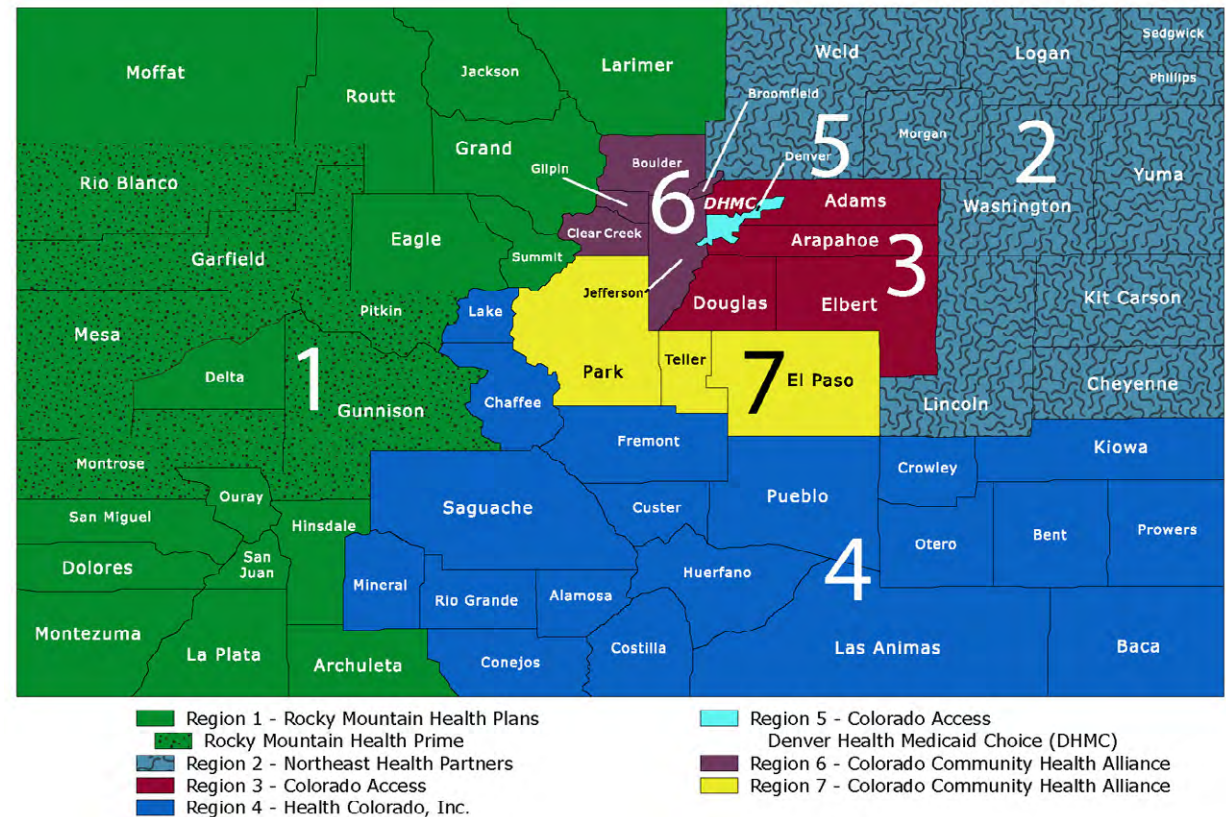 Moffat
Routt
Jackson
Larimer
Weld
Logan
Sedgwick
Phillips
Broomfield
Grand
Gilpin
Boulder
5
Denver
Morgan
2
Yuma
Rio Blanco
6
DHMC
Adams
Washington
Eagle
Clear Creek
Arapahoe
Garfield
Summit
3
Jefferson
Douglas
Elbert
Kit Carson
Mesa
Pitkin
Lake
Delta
1
Park
Teller
7
El Paso
Cheyenne
Gunnison
Chaffee
Lincoln
Fremont
Kiowa
Montrose
Crowley
Ouray
Pueblo
San Miguel
Hinsdale
Saguache
Custer
Otero
Bent
Prowers
San
Juan
Dolores
Mineral
Rio Grande
Alamosa
Huerfano
4
Montezuma
La Plata
Archuleta
Conejos
Costilla
Las Animas
Baca
Region 1 - Rocky Mountain Health Plans
Rocky Mountain Health Prime
Region 2 - Northeast Health Partners
Region 3 - Colorado Access
Region 4 - Health Colorado, Inc.
Region 5 - Colorado Access
Denver Health Medicaid Choice (DHMC)
Region 6 - Colorado Community Health Alliance
Region 7 - Colorado Community Health Alliance